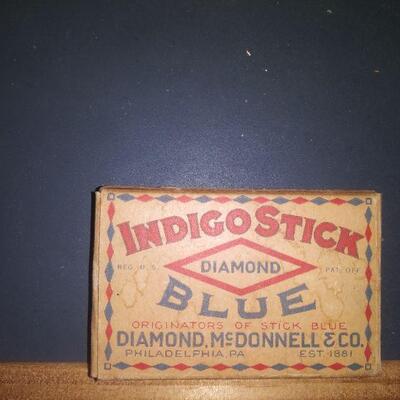 INDIGO STICK
REG. U.S. DIAMOND PAT. OFF.
BLUE
ORIGINATORS OF STICK BLUE
DIAMOND, McDONNELL & CO.
PHILADELPHIA, PA EST. 1881